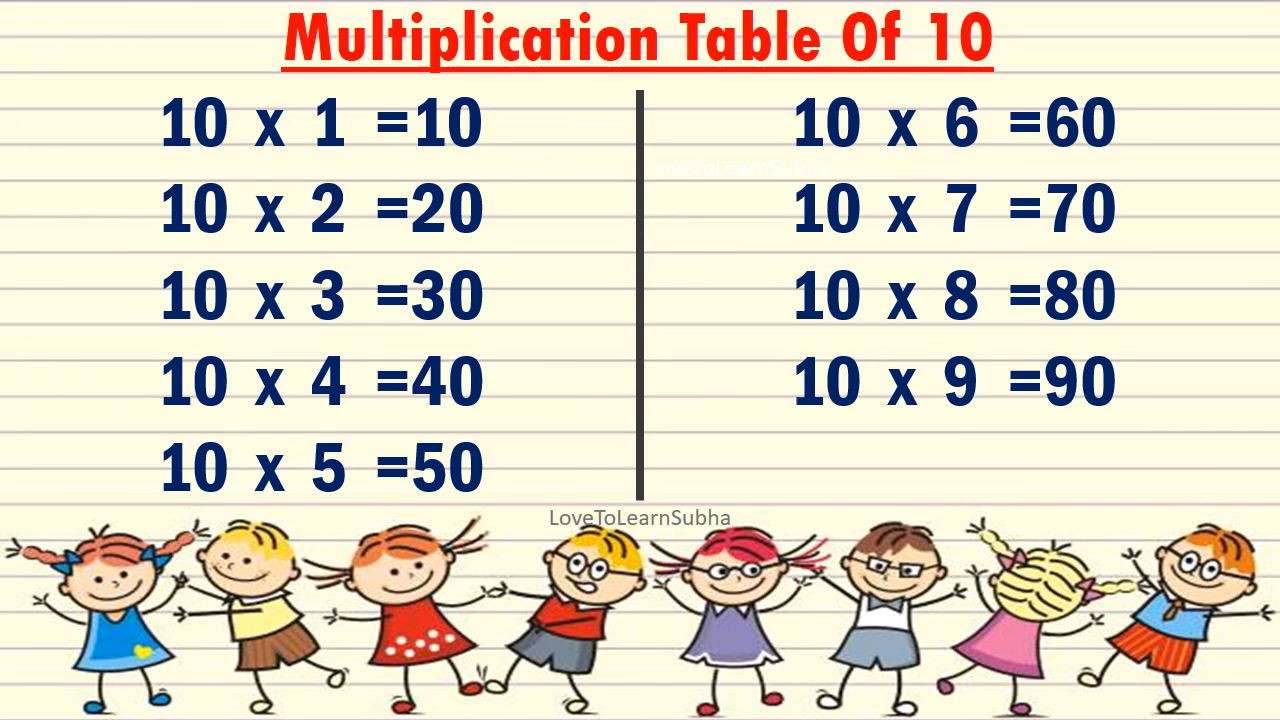 Multiplication Table Of 10
10 x 1 =10
10 x 2 =20
10 x 3 =30
10 x 4 =40
10 x 5 =50
10 x 6 =60
LoveToLearnSubha
10 x 7 =70
10 x 8 =80
10 x 9 =90
LoveToLearnSubha